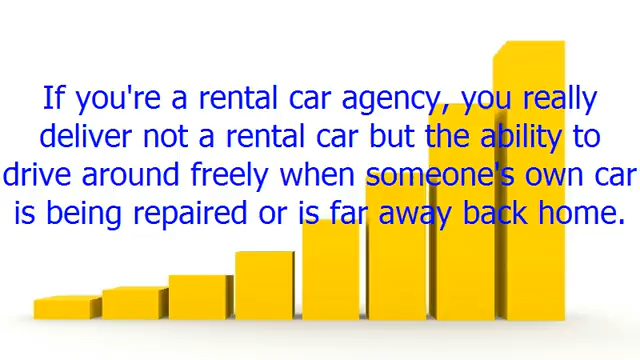 If you're a rental car agency, you really
deliver not a rental car but the ability to
drive around freely when someone's own car
is being repaired or is far away back home.